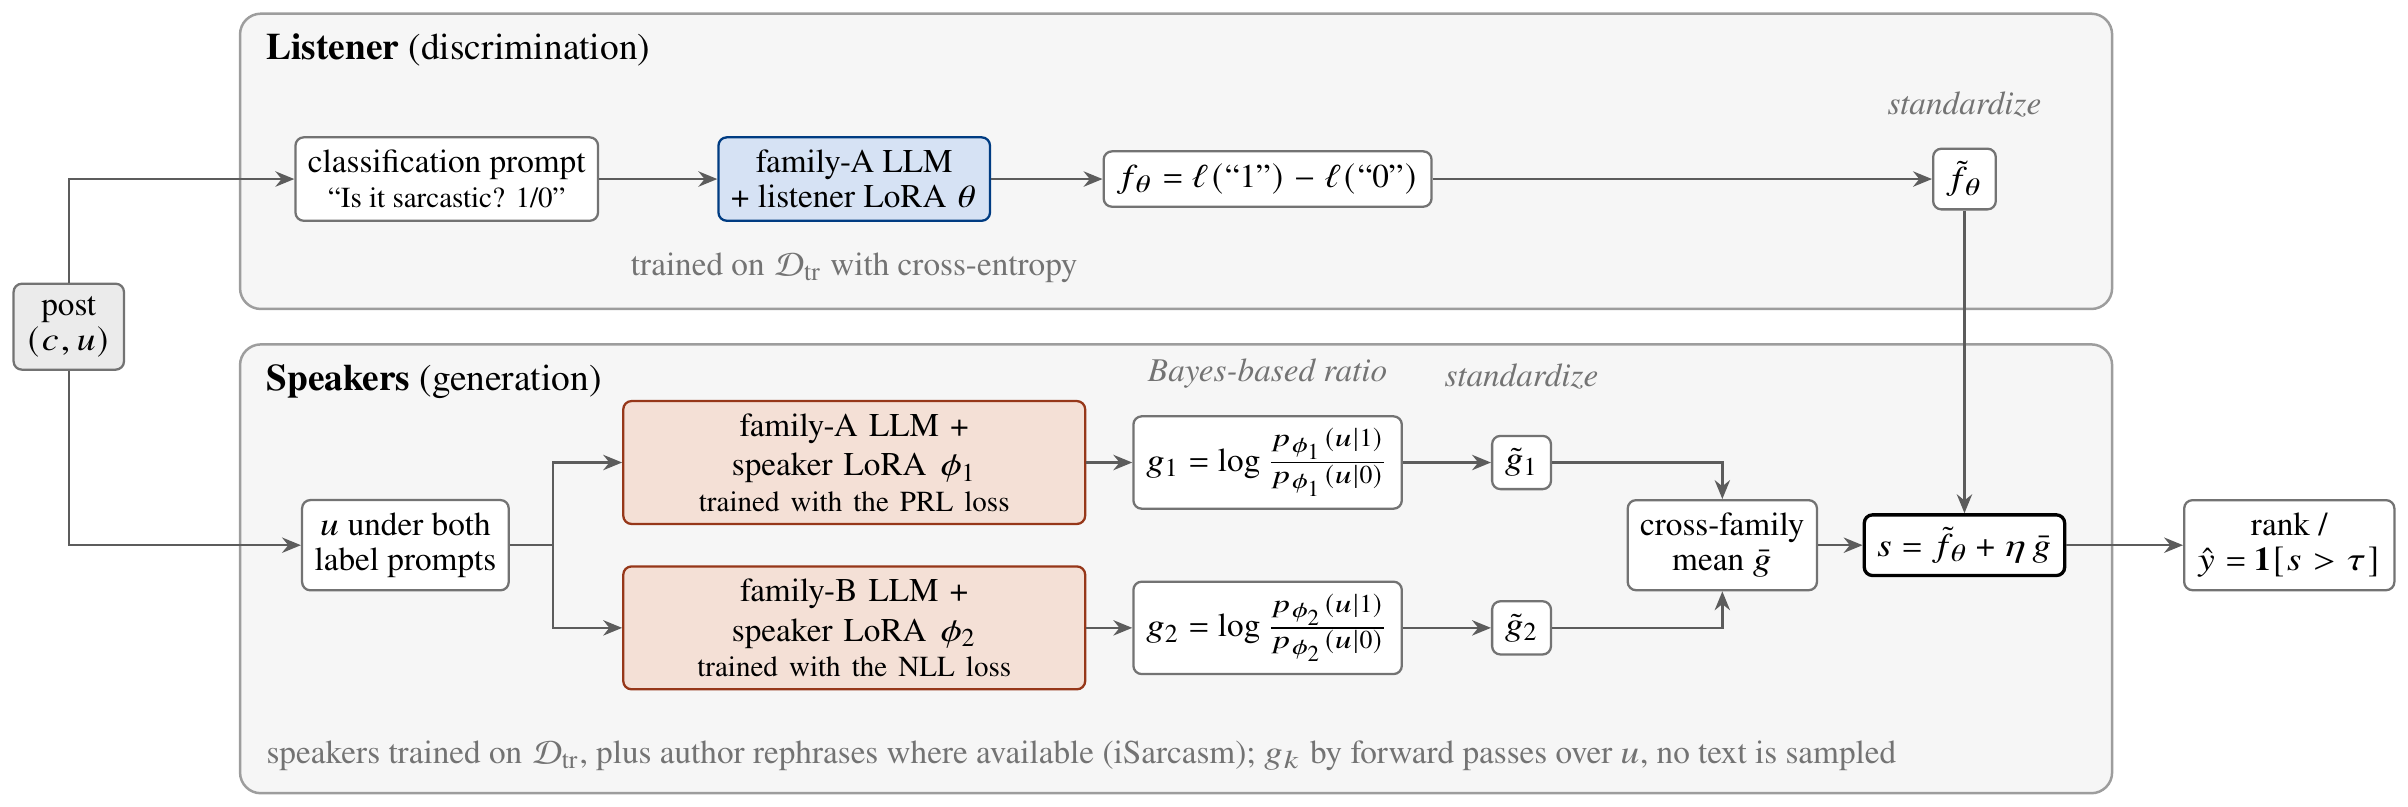 Listener (discrimination)
standardize
classification prompt
“Is it sarcastic? 1/0”
family-A LLM
+ listener LoRA θ
f_θ = ℓ(“1”) − ℓ(“0”)
f̃_θ
trained on 𝒟_tr with cross-entropy
post
(c, u)
Speakers (generation)
Bayes-based ratio
standardize
family-A LLM +
speaker LoRA ϕ_1
trained with the PRL loss
g_1 = log p_ϕ_1(u|1) / p_ϕ_1(u|0)
g̃_1
u under both
label prompts
cross-family
mean ḡ
s = f̃_θ + η ḡ
rank /
ŷ = 𝟏[s > τ]
family-B LLM +
speaker LoRA ϕ_2
trained with the NLL loss
g_2 = log p_ϕ_2(u|1) / p_ϕ_2(u|0)
g̃_2
speakers trained on 𝒟_tr, plus author rephrases where available (iSarcasm); g_k by forward passes over u, no text is sampled